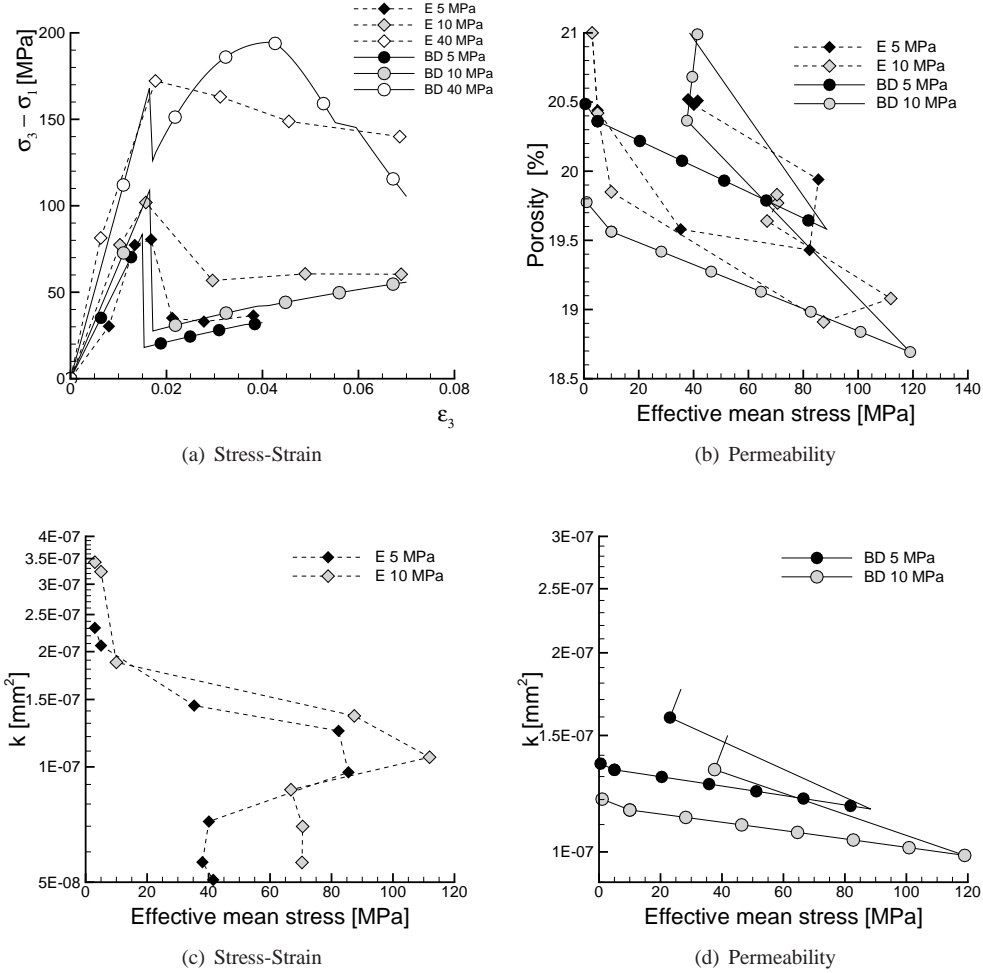 E 5 MPa
E 10 MPa
E 40 MPa
BD 5 MPa
BD 10 MPa
BD 40 MPa
σ3 − σ1 [MPa]
200
150
100
50
0
0 0.02 0.04 0.06 0.08
ε3
(a) Stress-Strain
E 5 MPa
E 10 MPa
BD 5 MPa
BD 10 MPa
Porosity [%]
21
20.5
20
19.5
19
18.5
0 20 40 60 80 100 120 140
Effective mean stress [MPa]
(b) Permeability
E 5 MPa
E 10 MPa
k [mm²]
4E-07
3.5E-07
3E-07
2.5E-07
2E-07
1.5E-07
1E-07
5E-08
0 20 40 60 80 100 120
Effective mean stress [MPa]
(c) Stress-Strain
BD 5 MPa
BD 10 MPa
k [mm²]
3E-07
2.5E-07
2E-07
1.5E-07
1E-07
0 20 40 60 80 100 120
Effective mean stress [MPa]
(d) Permeability